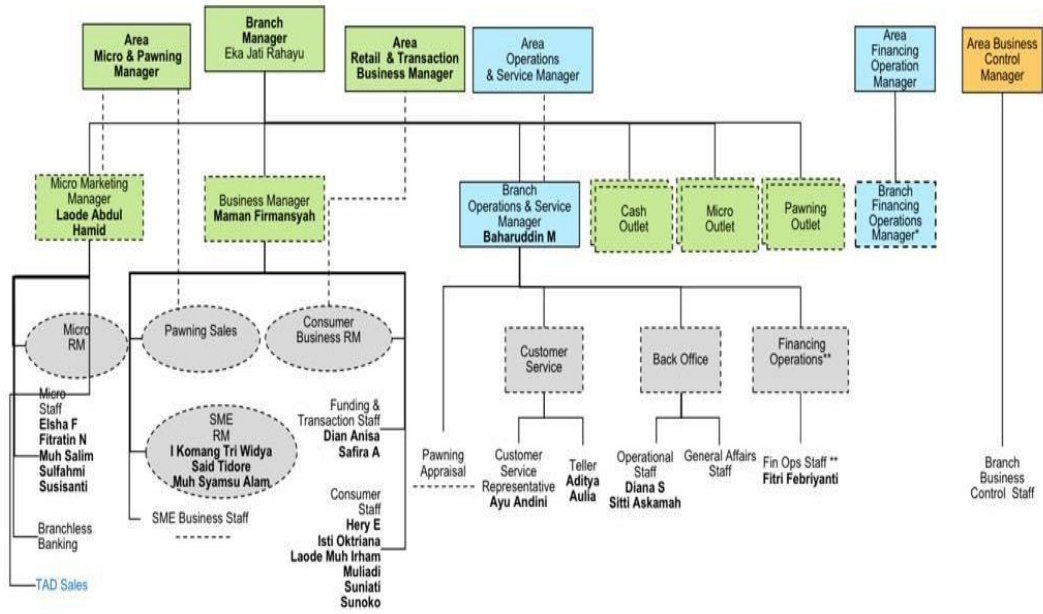 Area
Micro & Pawning
Manager
Branch
Manager
Eka Jati Rahayu
Area
Retail & Transaction
Business Manager
Area
Operations
& Service Manager
Area
Financing
Operation
Manager
Area Business
Control
Manager
Micro Marketing
Manager
Laode Abdul
Hamid
Business Manager
Maman Firmansyah
Branch
Operations & Service
Manager
Baharuddin M
Cash
Outlet
Micro
Outlet
Pawning
Outlet
Branch
Financing
Operations
Manager*
Micro
RM
Pawning Sales
Consumer
Business RM
Customer
Service
Back Office
Financing
Operations**
Micro
Staff
Elsha F
Fitratin N
Muh Salim
Sulfahmi
Susisanti
Branchless
Banking
TAD Sales
SME
RM
I Komang Tri Widya
Said Tidore
Muh Syamsu Alam
SME Business Staff
Funding &
Transaction Staff
Dian Anisa
Safira A
Consumer
Staff
Hery E
Isti Oktriana
Laode Muh Irham
Muliadi
Suniati
Sunoko
Pawning
Appraisal
Customer
Service
Representative
Ayu Andini
Teller
Aditya
Aulia
Operational
Staff
Diana S
Sitti Askamah
General Affairs
Staff
Fin Ops Staff **
Fitri Febriyanti
Branch
Business
Control Staff